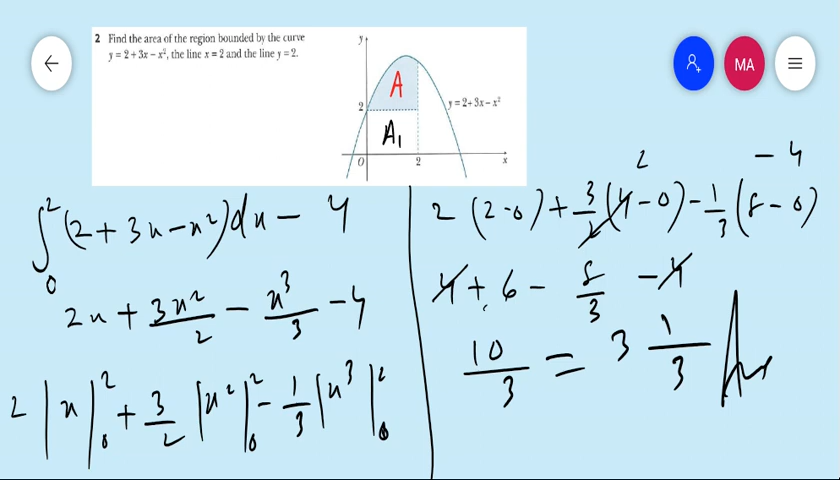 2 Find the area of the region bounded by the curve
y = 2 + 3x – x², the line x = 2 and the line y = 2.
y
A
2
y = 2 + 3x – x²
A₁
O 2 x
MA
∫₀² (2 + 3x – x²) dx – 4
2x + 3x²/2 – x³/3 – 4
2 |x|₀² + 3/2 |x²|₀² – 1/3 |x³|₀²
2 – 4
2 (2-0) + 3/2 (4-0) – 1/3 (8-0)
4 + 6 – 8/3 – 4
10/3 = 3 1/3 Ans